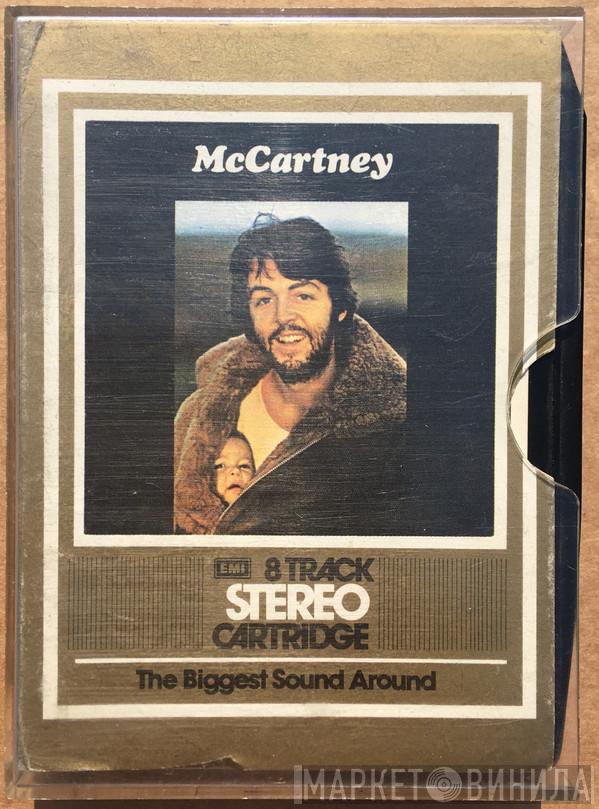 McCartney
EMI 8 TRACK
STEREO
CARTRIDGE
The Biggest Sound Around
МАРКЕТ ВИНИЛА